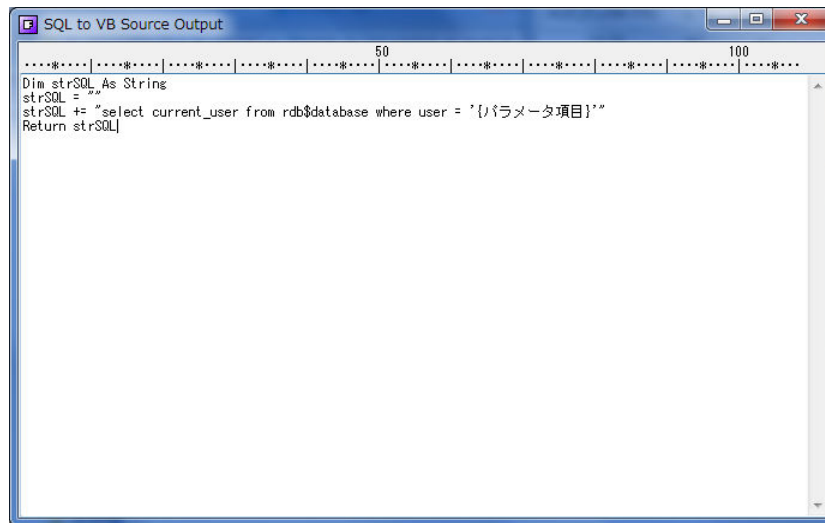 SQL to VB Source Output
50 100
....*....|....*....|....*....|....*....|....*....|....*....|....*....|....*....|....*....|....*....|....*...
Dim strSQL As String
strSQL = ""
strSQL += "select current_user from rdb$database where user = '{パラメータ項目}'"
Return strSQL